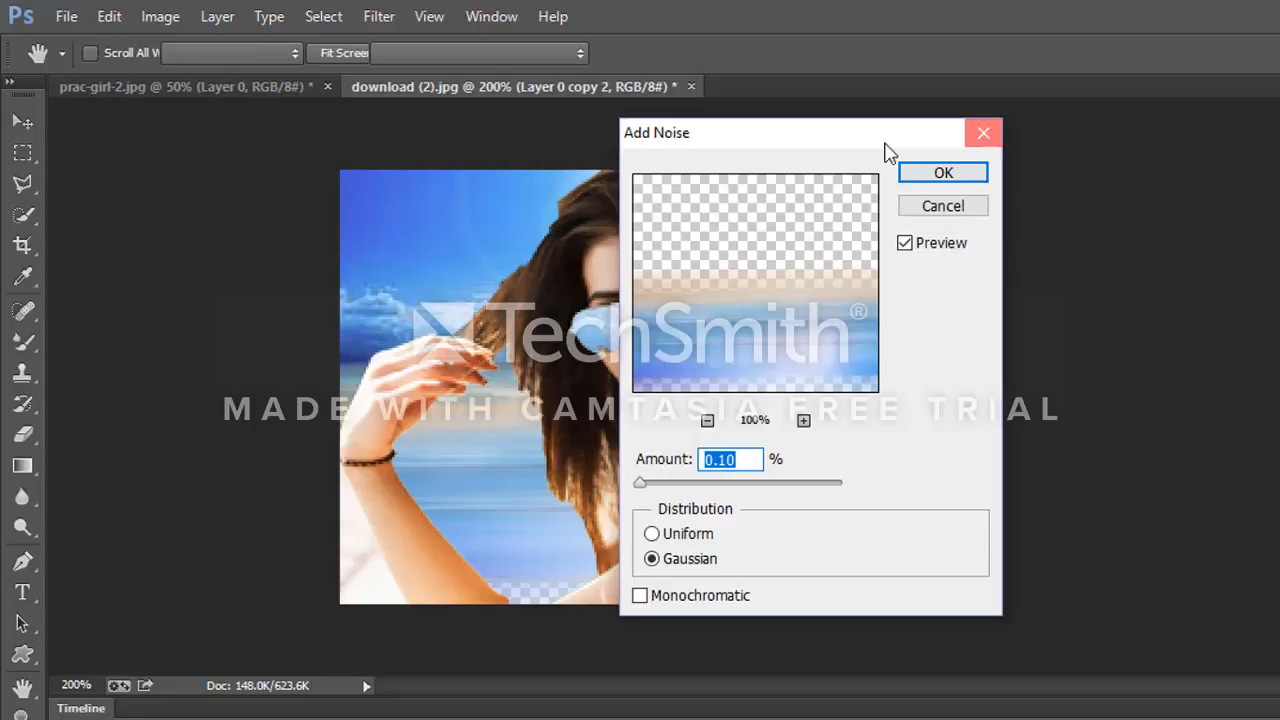 Ps File Edit Image Layer Type Select Filter View Window Help
Scroll All W Fit Screen
prac-girl-2.jpg @ 50% (Layer 0, RGB/8#) * × download (2).jpg @ 200% (Layer 0 copy 2, RGB/8#) * ×
Add Noise
OK
Cancel
Preview
TechSmith®
MADE WITH CAMTASIA FREE TRIAL
100%
Amount: 0.10 %
Distribution
Uniform
Gaussian
Monochromatic
200% Doc: 148.0K/623.6K
Timeline